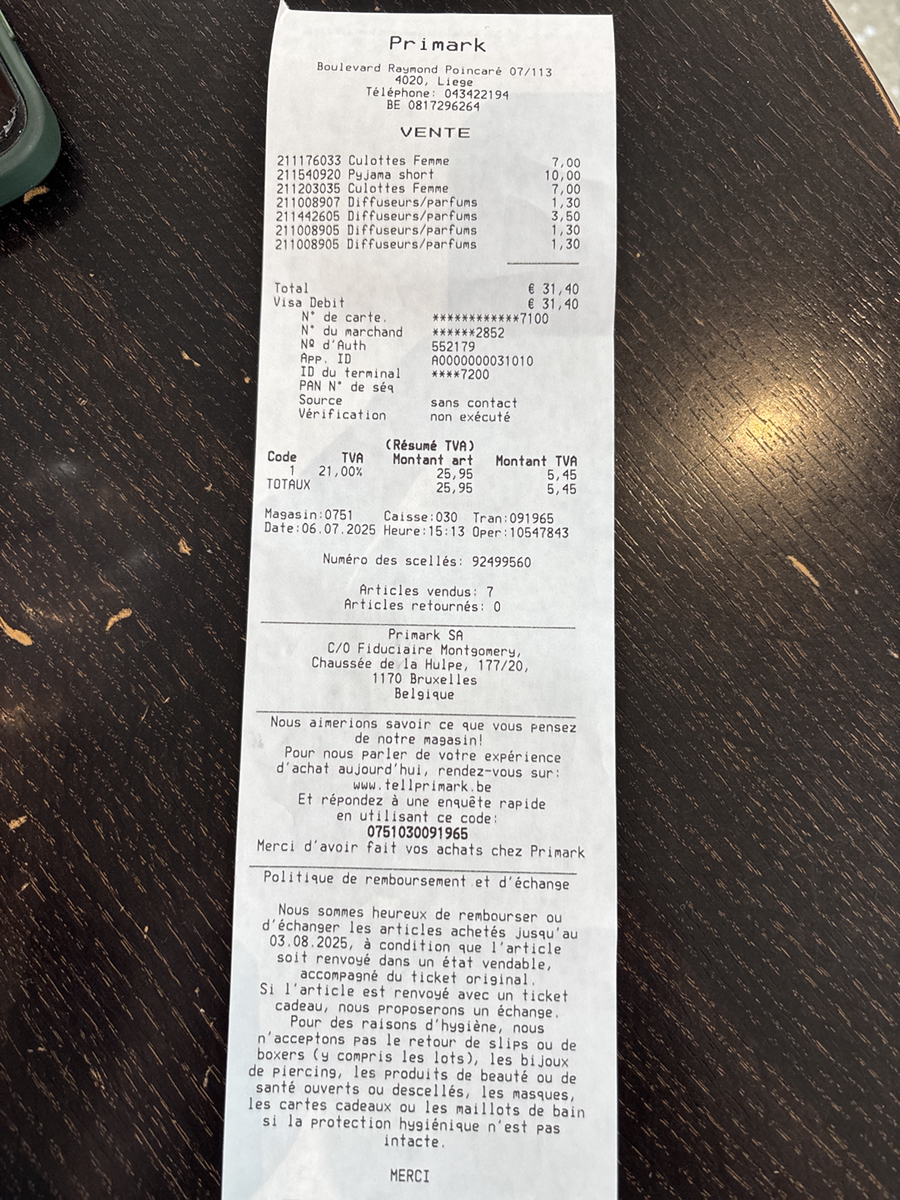 Primark
Boulevard Raymond Poincaré 07/113
4020, Liege
Téléphone: 043422194
BE 0817296264
VENTE
211176033 Culottes Femme 7,00
211540920 Pyjama short 10,00
211203035 Culottes Femme 7,00
211008907 Diffuseurs/parfums 1,30
211442605 Diffuseurs/parfums 3,50
211008905 Diffuseurs/parfums 1,30
211008905 Diffuseurs/parfums 1,30
Total € 31,40
Visa Debit € 31,40
N° de carte. ************7100
N° du marchand ******2852
Nº d'Auth 552179
App. ID A0000000031010
ID du terminal ****7200
PAN N° de séq
Source sans contact
Vérification non exécuté
(Résumé TVA)
Code TVA Montant art Montant TVA
1 21,00% 25,95 5,45
TOTAUX 25,95 5,45
Magasin:0751 Caisse:030 Tran:091965
Date:06.07.2025 Heure:15:13 Oper:10547843
Numéro des scellés: 92499560
Articles vendus: 7
Articles retournés: 0
Primark SA
C/O Fiduciaire Montgomery,
Chaussée de la Hulpe, 177/20,
1170 Bruxelles
Belgique
Nous aimerions savoir ce que vous pensez
de notre magasin!
Pour nous parler de votre expérience
d'achat aujourd'hui, rendez-vous sur:
www.tellprimark.be
Et répondez à une enquête rapide
en utilisant ce code:
0751030091965
Merci d'avoir fait vos achats chez Primark
Politique de remboursement et d'échange
Nous sommes heureux de rembourser ou
d'échanger les articles achetés jusqu'au
03.08.2025, à condition que l'article
soit renvoyé dans un état vendable,
accompagné du ticket original.
Si l'article est renvoyé avec un ticket
cadeau, nous proposerons un échange.
Pour des raisons d'hygiène, nous
n'acceptons pas le retour de slips ou de
boxers (y compris les lots), les bijoux
de piercing, les produits de beauté ou de
santé ouverts ou descellés, les masques,
les cartes cadeaux ou les maillots de bain
si la protection hygiénique n'est pas
intacte.
MERCI